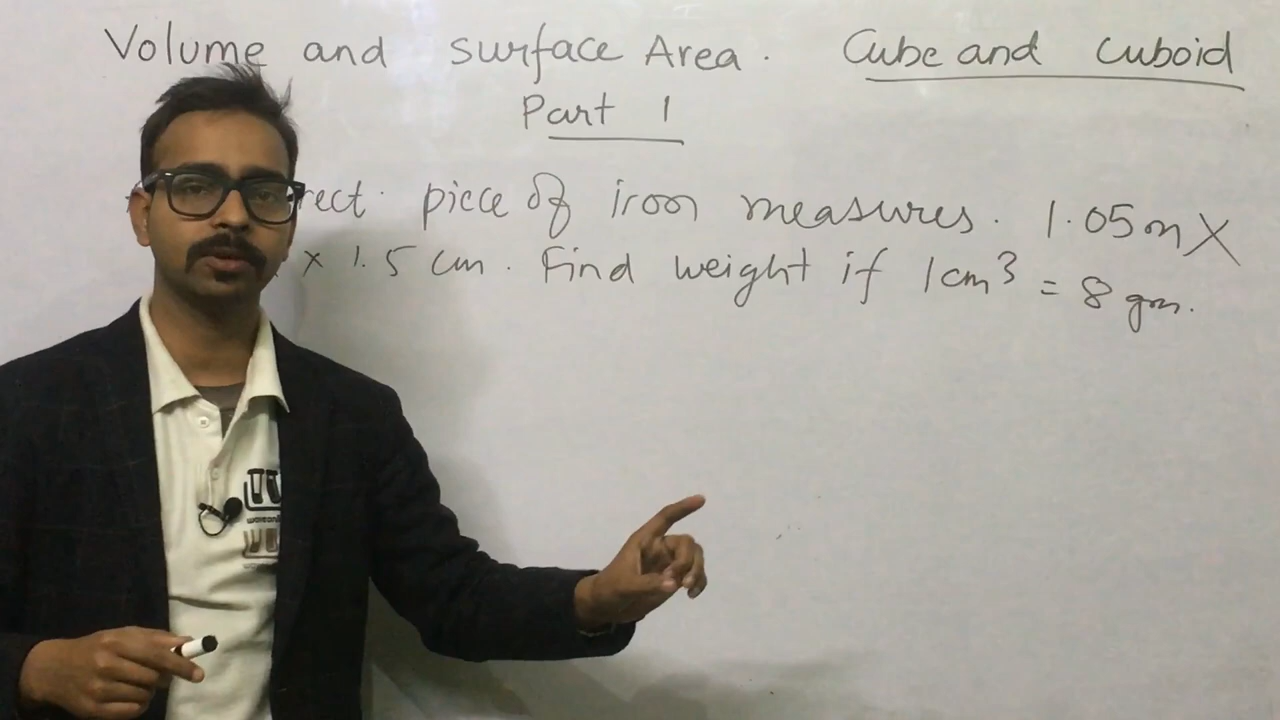 Volume and surface Area. Cube and cuboid
Part 1
rect. piece of iron measures. 1.05m X
x 1.5 cm. Find weight if 1cm³ = 8 gm.